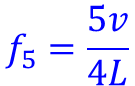 f₅ = 5v/4L